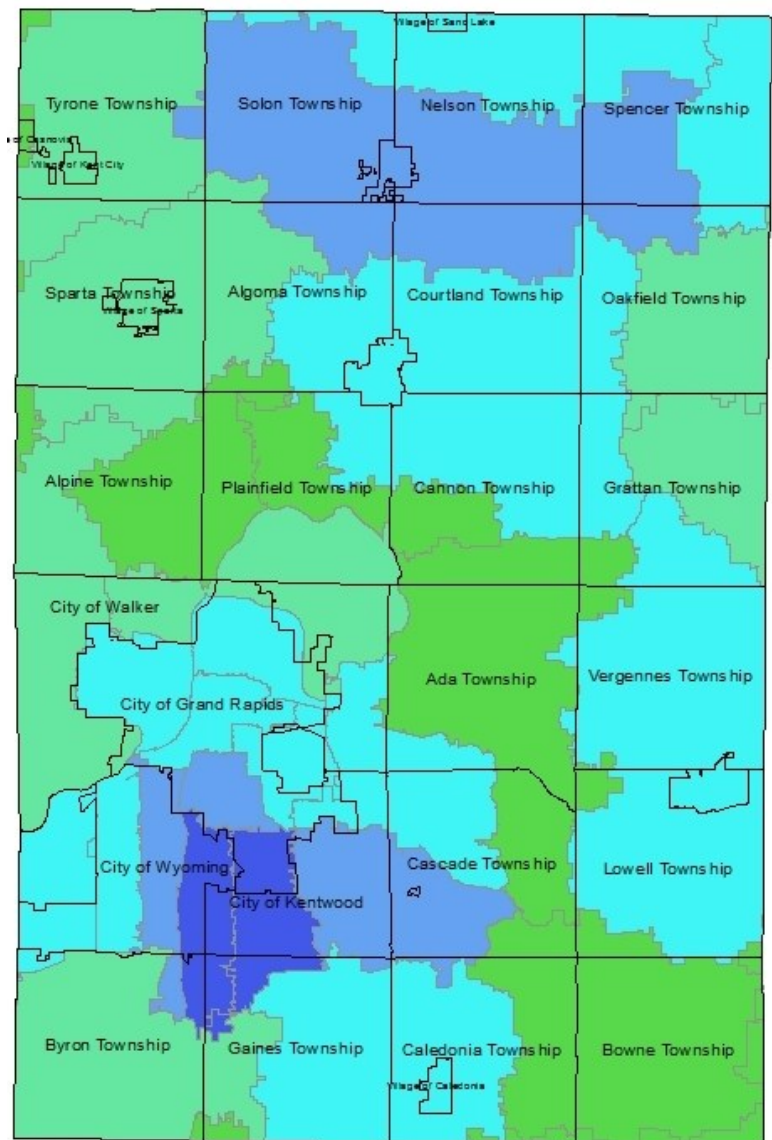 Village of Sand Lake
Tyrone Township
Solon Township
Nelson Township
Spencer Township
Village of Kent City
Sparta Township
Village of Sparta
Algoma Township
Courtland Township
Oakfield Township
Alpine Township
Plainfield Township
Cannon Township
Grattan Township
City of Walker
City of Grand Rapids
Ada Township
Vergennes Township
City of Wyoming
City of Kentwood
Cascade Township
Lowell Township
Byron Township
Gaines Township
Caledonia Township
Bowne Township
Village of Caledonia